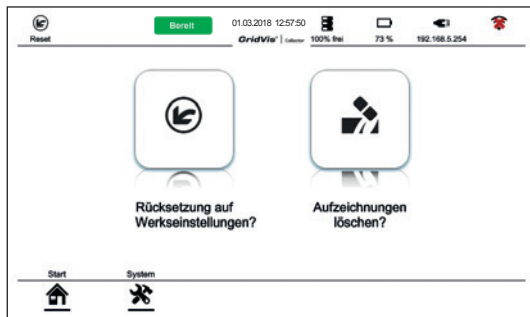 Reset
Bereit
01.03.2018 12:57:50
GridVis® | Collector
100% frei
73 %
192.168.5.254
Rücksetzung auf
Werkseinstellungen?
Aufzeichnungen
löschen?
Start
System